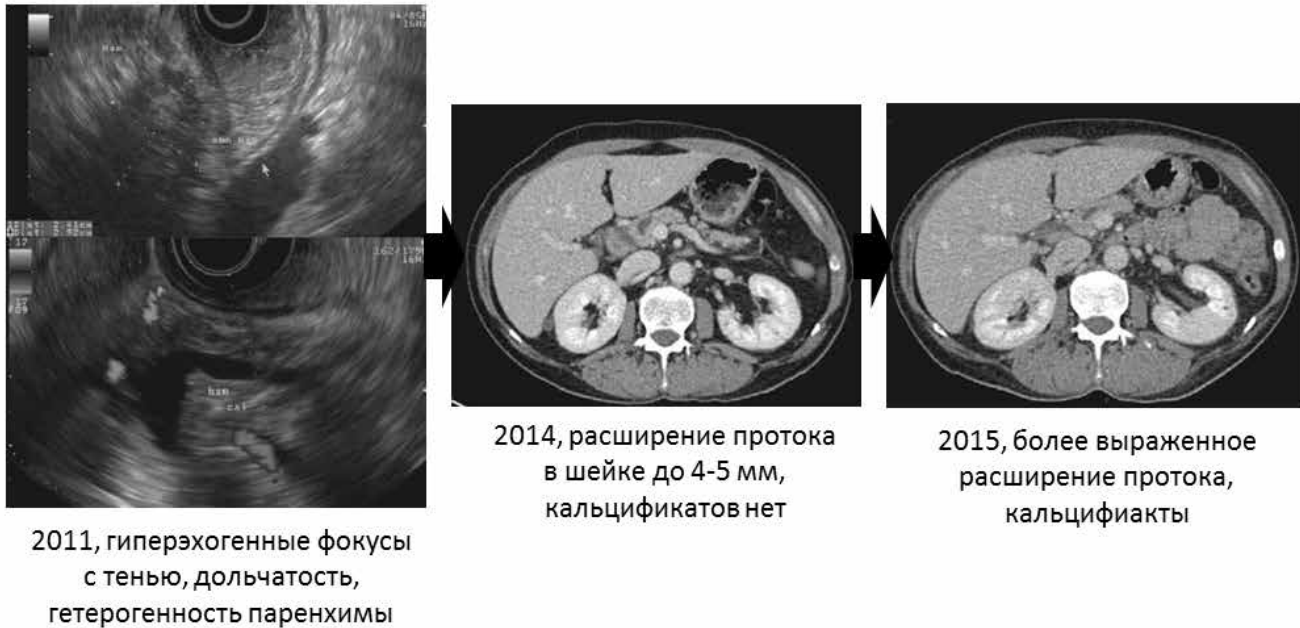 2011, гиперэхогенные фокусы
с тенью, дольчатость,
гетерогенность паренхимы
2014, расширение протока
в шейке до 4-5 мм,
кальцификатов нет
2015, более выраженное
расширение протока,
кальцифиакты